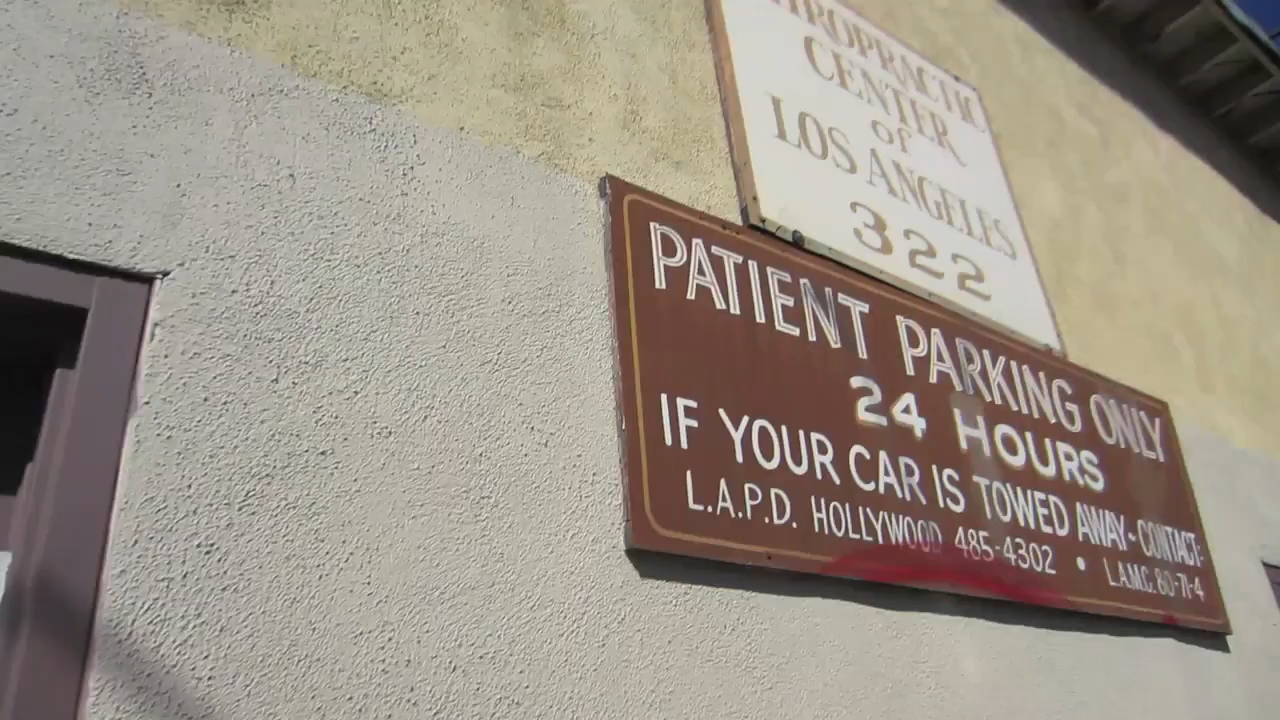 CHIROPRACTIC
CENTER
of
LOS ANGELES
322
PATIENT PARKING ONLY
24 HOURS
IF YOUR CAR IS TOWED AWAY~CONTACT:
L.A.P.D. HOLLYWOOD 485-4302 • L.A.M.C. 80-71-4